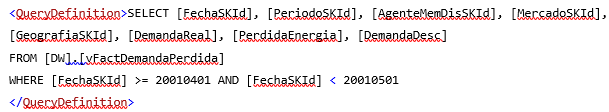 <QueryDefinition>SELECT [FechaSKId], [PeriodoSKId], [AgenteMemDisSKId], [MercadoSKId],
[GeografiaSKId], [DemandaReal], [PerdidaEnergia], [DemandaDesc]
FROM [DW].[vFactDemandaPerdida]
WHERE [FechaSKId] >= 20010401 AND [FechaSKId] < 20010501
</QueryDefinition>